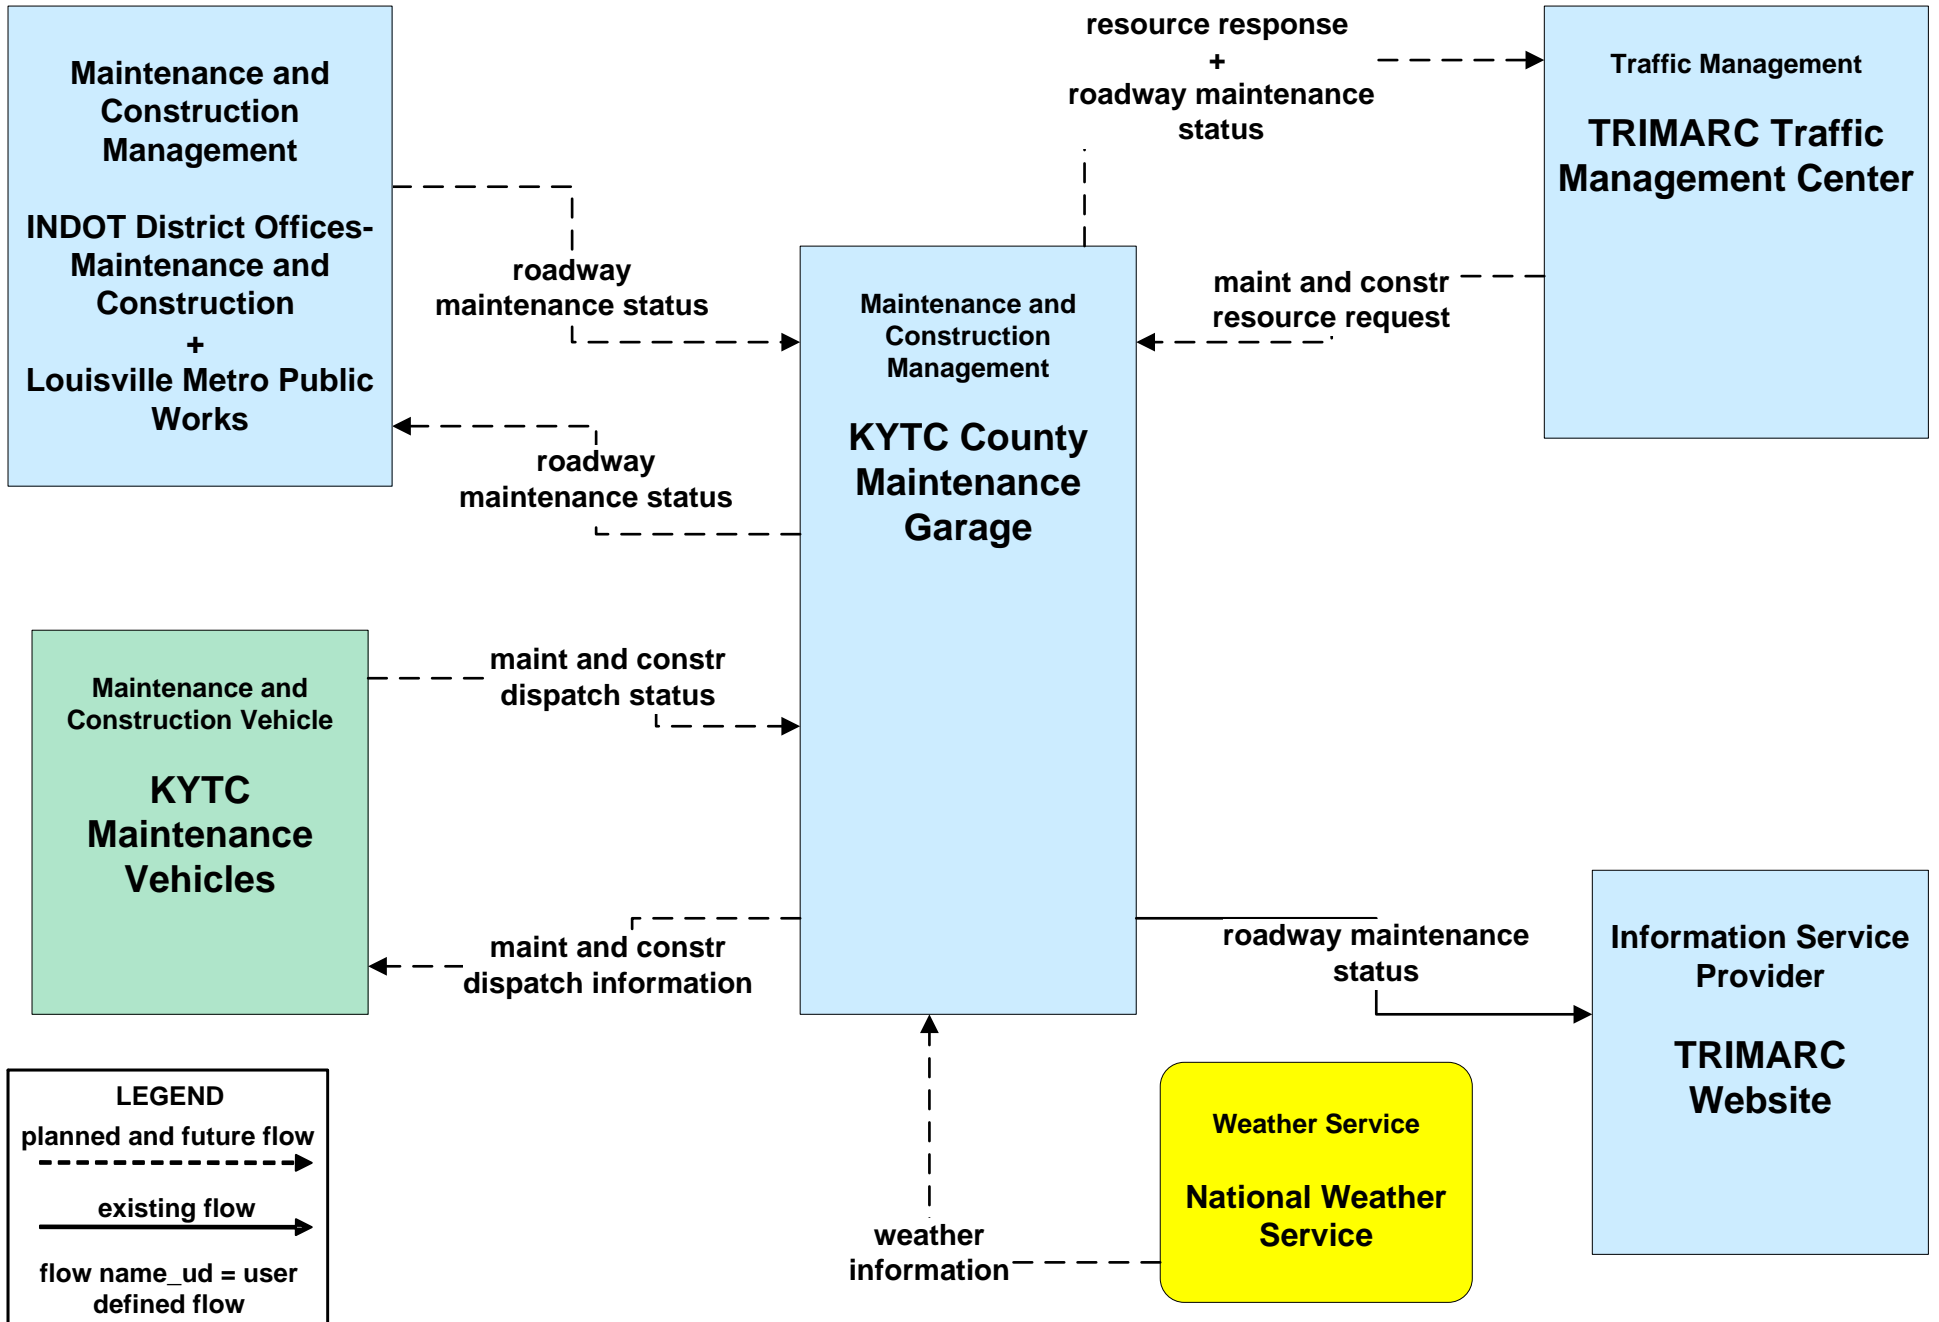 Maintenance and
Construction
Management
INDOT District Offices-
Maintenance and
Construction
+
Louisville Metro Public
Works
resource response
+
roadway maintenance
status
Traffic Management
TRIMARC Traffic
Management Center
roadway
maintenance status
maint and constr
resource request
Maintenance and
Construction
Management
KYTC County
Maintenance
Garage
roadway
maintenance status
Maintenance and
Construction Vehicle
KYTC
Maintenance
Vehicles
maint and constr
dispatch status
maint and constr
dispatch information
roadway maintenance
status
Information Service
Provider
TRIMARC
Website
Weather Service
National Weather
Service
weather
information
LEGEND
planned and future flow
existing flow
flow name_ud = user
defined flow